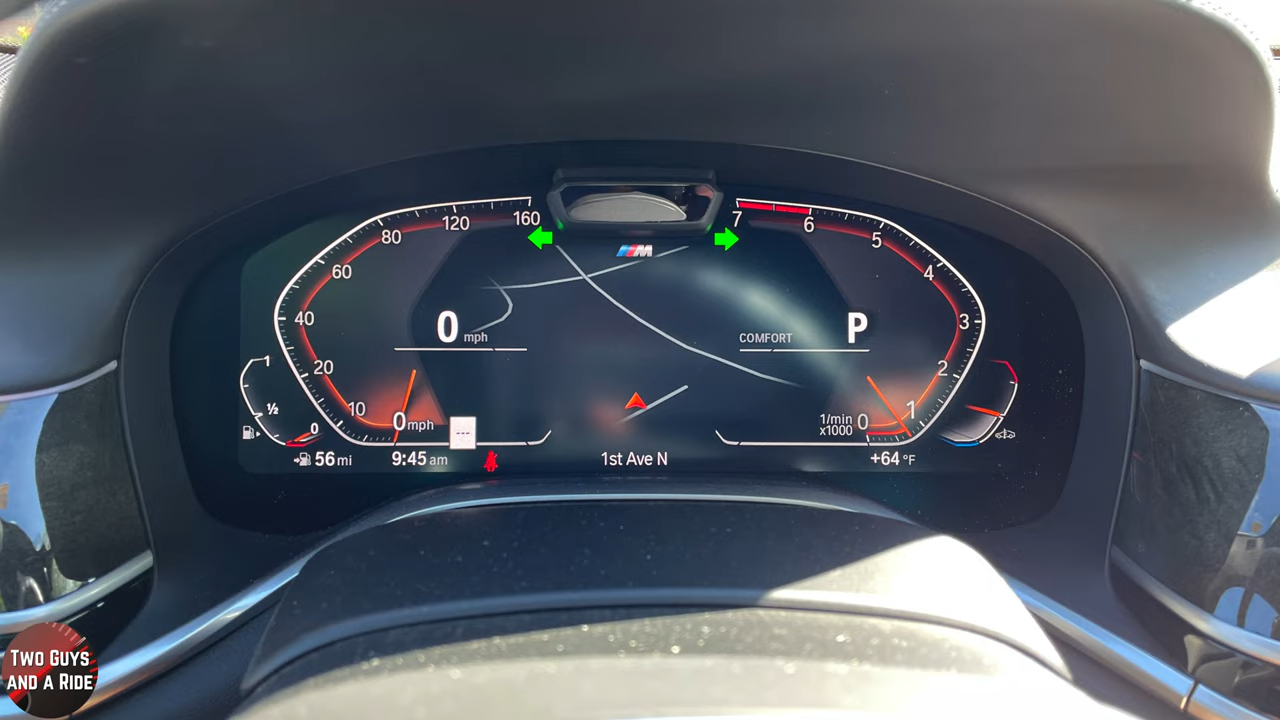 160
120
80
60
40
20
10
0 mph
0 mph
---
1
½
0
56 mi
9:45 am
M
1st Ave N
7
6
5
4
3
2
1
0
COMFORT
P
1/min
x1000
+64 °F
TWO GUYS
AND A RIDE